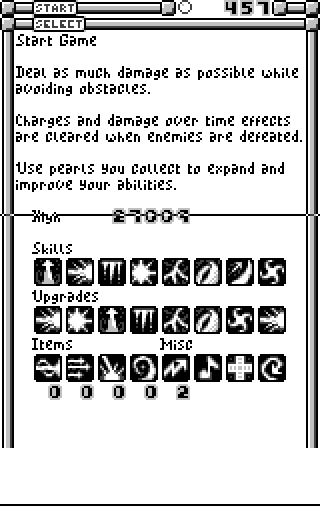 START
457
SELECT
Start Game
Deal as much damage as possible while
avoiding obstacles.
Charges and damage over time effects
are cleared when enemies are defeated.
Use pearls you collect to expand and
improve your abilities.
27009
Skills
Upgrades
Items Misc
0 0 0 0 2